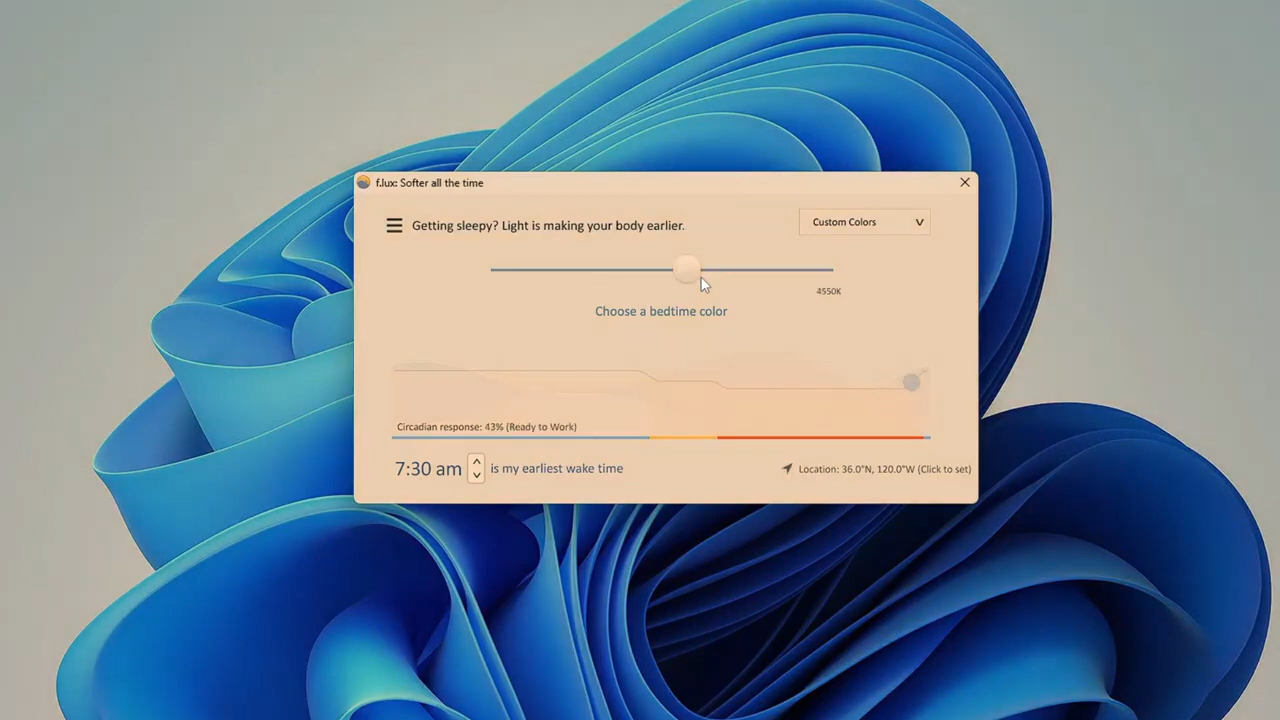 f.lux: Softer all the time
Getting sleepy? Light is making your body earlier.
Custom Colors
4550K
Choose a bedtime color
Circadian response: 43% (Ready to Work)
7:30 am is my earliest wake time
Location: 36.0°N, 120.0°W (Click to set)